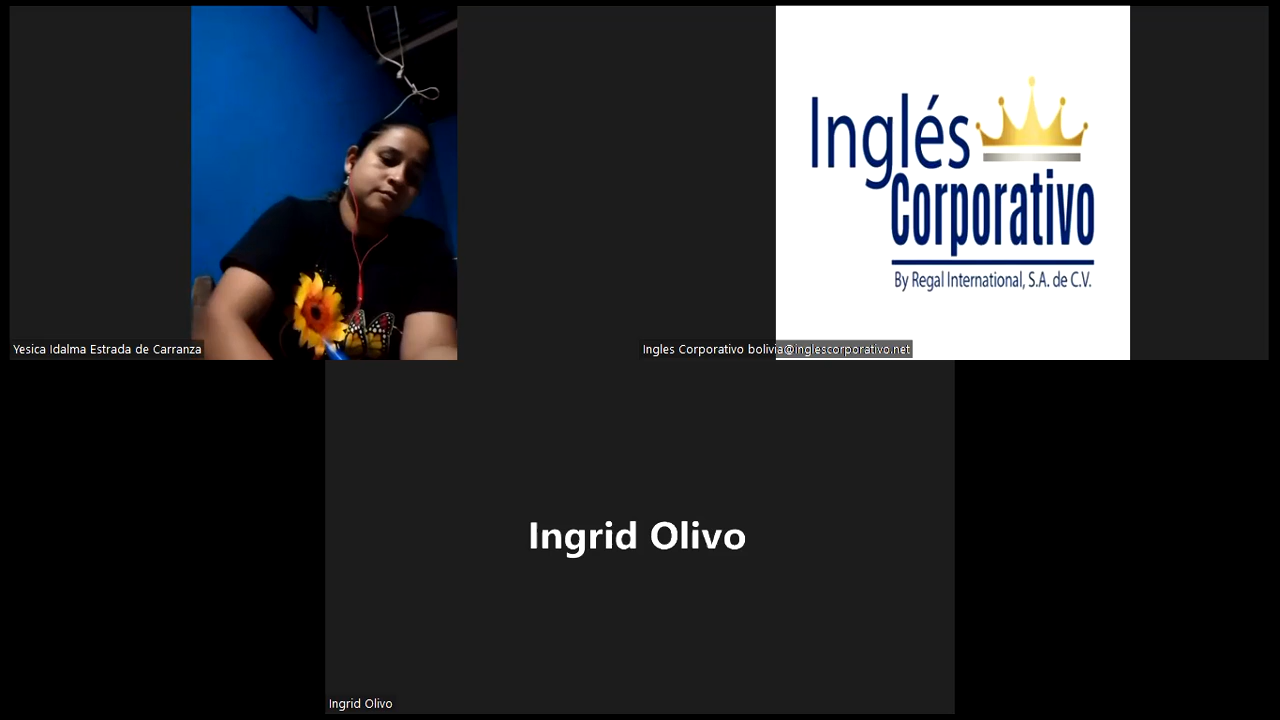 Inglés
Corporativo
By Regal International, S.A. de C.V.
Yesica Idalma Estrada de Carranza
Ingles Corporativo bolivia@inglescorporativo.net
Ingrid Olivo
Ingrid Olivo